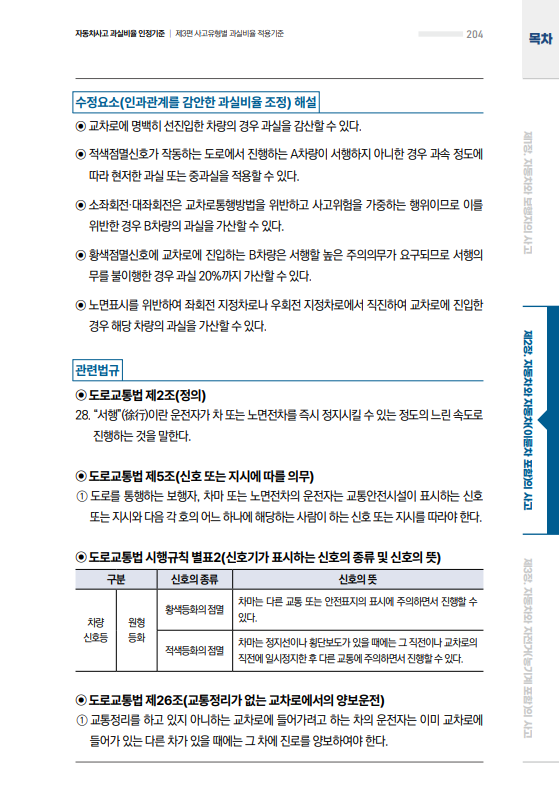 자동차사고 과실비율 인정기준 | 제3편 사고유형별 과실비율 적용기준
204
목차
수정요소(인과관계를 감안한 과실비율 조정) 해설
◉ 교차로에 명백히 선진입한 차량의 경우 과실을 감산할 수 있다.
◉ 적색점멸신호가 작동하는 도로에서 진행하는 A차량이 서행하지 아니한 경우 과속 정도에
따라 현저한 과실 또는 중과실을 적용할 수 있다.
◉ 소좌회전·대좌회전은 교차로통행방법을 위반하고 사고위험을 가중하는 행위이므로 이를
위반한 경우 B차량의 과실을 가산할 수 있다.
◉ 황색점멸신호에 교차로에 진입하는 B차량은 서행할 높은 주의의무가 요구되므로 서행의
무를 불이행한 경우 과실 20%까지 가산할 수 있다.
◉ 노면표시를 위반하여 좌회전 지정차로나 우회전 지정차로에서 직진하여 교차로에 진입한
경우 해당 차량의 과실을 가산할 수 있다.
관련법규
◉ 도로교통법 제2조(정의)
28. “서행”(徐行)이란 운전자가 차 또는 노면전차를 즉시 정지시킬 수 있는 정도의 느린 속도로
진행하는 것을 말한다.
◉ 도로교통법 제5조(신호 또는 지시에 따를 의무)
① 도로를 통행하는 보행자, 차마 또는 노면전차의 운전자는 교통안전시설이 표시하는 신호
또는 지시와 다음 각 호의 어느 하나에 해당하는 사람이 하는 신호 또는 지시를 따라야 한다.
◉ 도로교통법 시행규칙 별표2(신호기가 표시하는 신호의 종류 및 신호의 뜻)
구분 신호의 종류 신호의 뜻
차량
신호등
원형
등화
황색등화의 점멸
차마는 다른 교통 또는 안전표지의 표시에 주의하면서 진행할 수
있다.
적색등화의 점멸
차마는 정지선이나 횡단보도가 있을 때에는 그 직전이나 교차로의
직전에 일시정지한 후 다른 교통에 주의하면서 진행할 수 있다.
◉ 도로교통법 제26조(교통정리가 없는 교차로에서의 양보운전)
① 교통정리를 하고 있지 아니하는 교차로에 들어가려고 하는 차의 운전자는 이미 교차로에
들어가 있는 다른 차가 있을 때에는 그 차에 진로를 양보하여야 한다.
제1장. 자동차와 보행자의 사고
제2장. 자동차와 자동차(이륜차 포함)의 사고
제3장. 자동차와 자전거(농기계 포함)의 사고